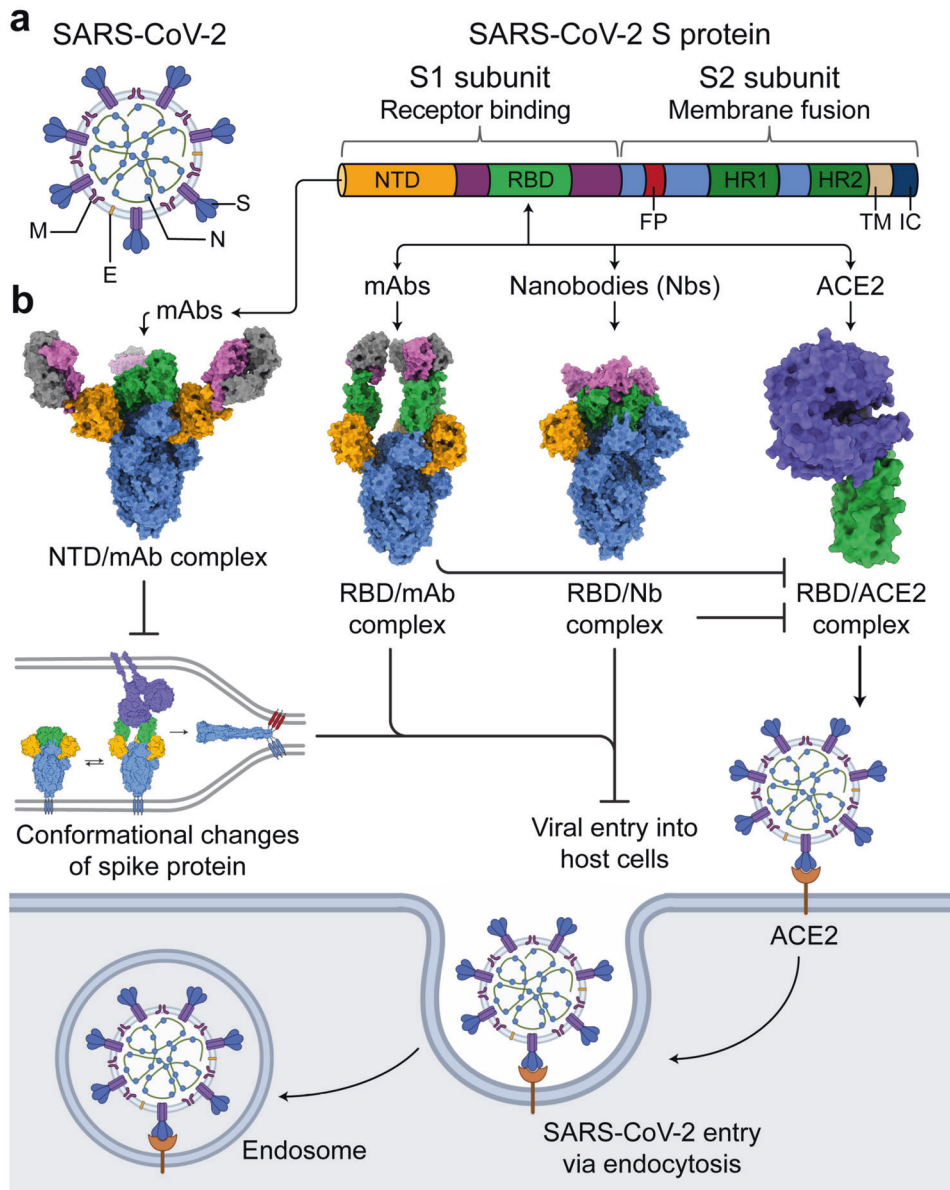 a
SARS-CoV-2
M
E
N
S
SARS-CoV-2 S protein
S1 subunit
Receptor binding
S2 subunit
Membrane fusion
NTD
RBD
HR1
HR2
FP
TM
IC
b
mAbs
mAbs
Nanobodies (Nbs)
ACE2
NTD/mAb complex
RBD/mAb
complex
RBD/Nb
complex
RBD/ACE2
complex
Conformational changes
of spike protein
Viral entry into
host cells
ACE2
SARS-CoV-2 entry
via endocytosis
Endosome